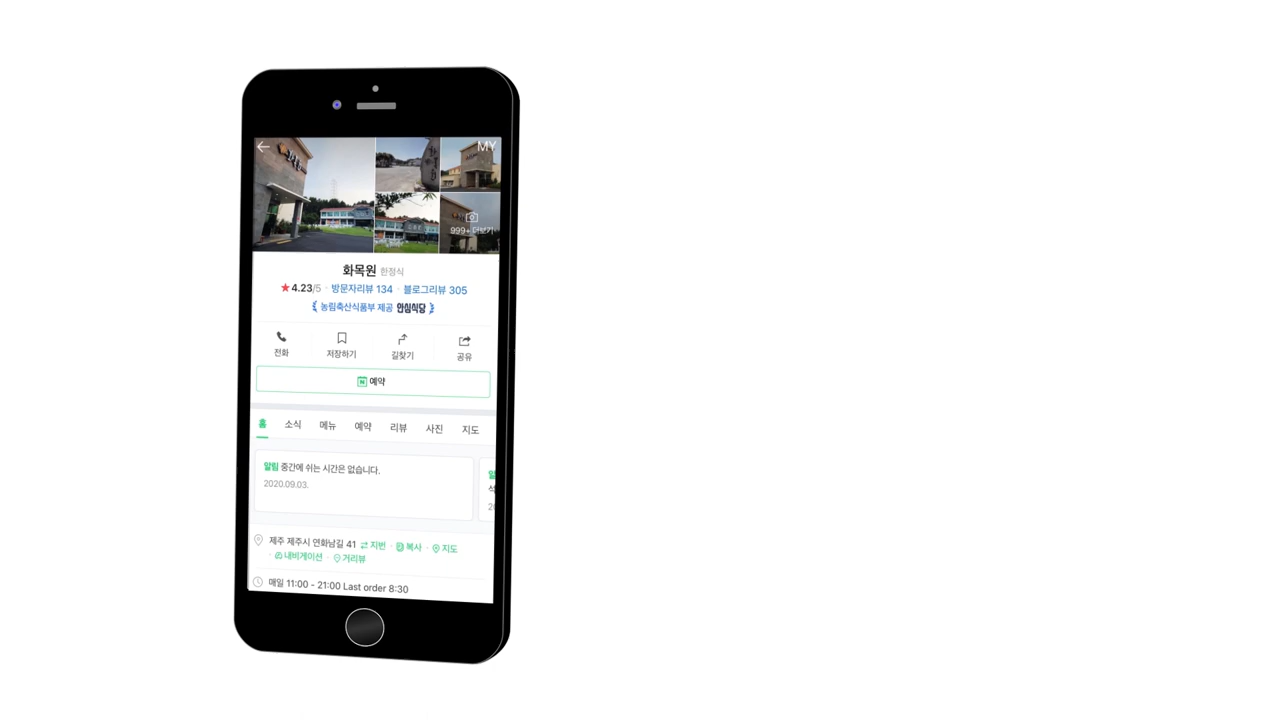 MY
999+ 더보기
화목원 한정식
★4.23/5 · 방문자리뷰 134 · 블로그리뷰 305
농림축산식품부 제공 안심식당
전화 저장하기 길찾기 공유
N 예약
홈 소식 메뉴 예약 리뷰 사진 지도
알림 중간에 쉬는 시간은 없습니다.
2020.09.03.
제주 제주시 연화남길 41 지번 · 복사 · 지도
· 내비게이션 · 거리뷰
매일 11:00 - 21:00 Last order 8:30